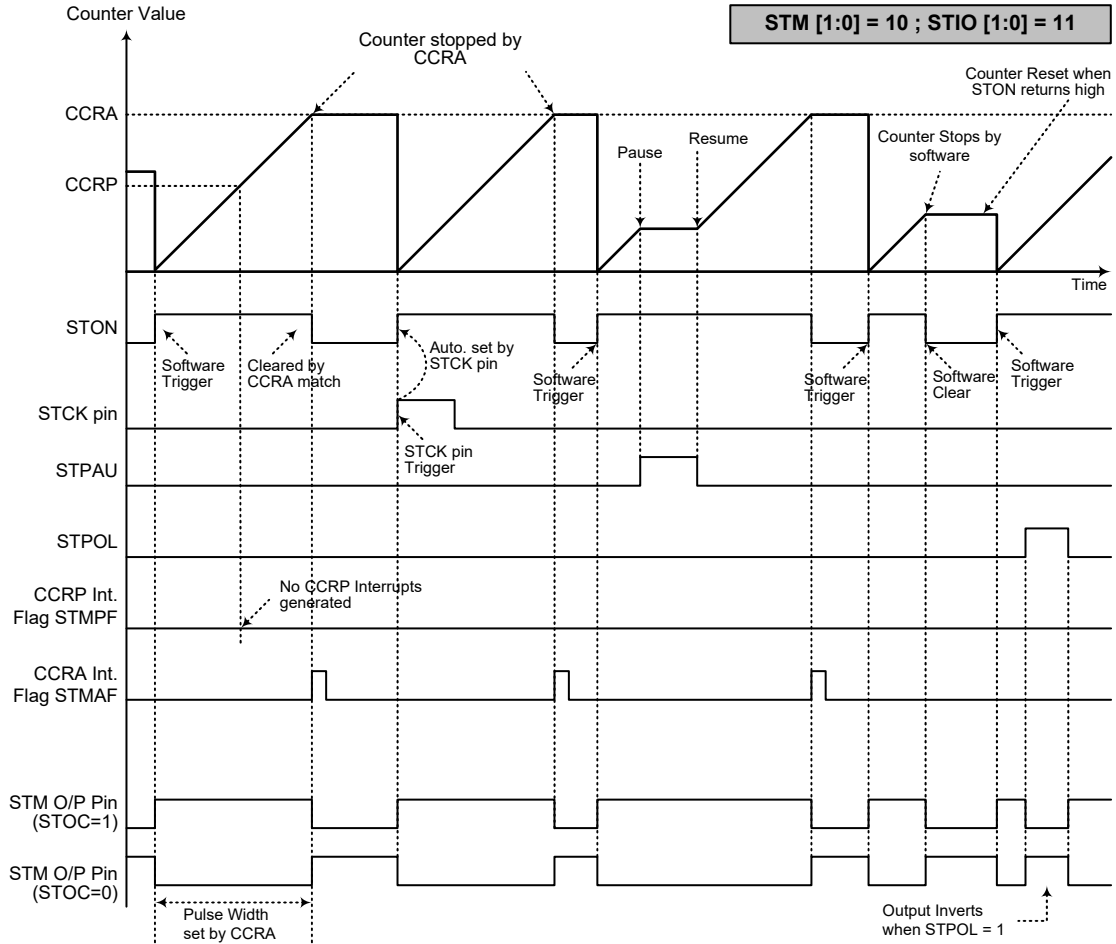 Counter Value
STM [1:0] = 10 ; STIO [1:0] = 11
Counter stopped by
CCRA
Counter Reset when
STON returns high
CCRA
Pause
Resume
Counter Stops by
software
CCRP
Time
STON
Software
Trigger
Cleared by
CCRA match
Auto. set by
STCK pin
Software
Trigger
Software
Trigger
Software
Clear
Software
Trigger
STCK pin
STCK pin
Trigger
STPAU
STPOL
CCRP Int.
Flag STMPF
No CCRP Interrupts
generated
CCRA Int.
Flag STMAF
STM O/P Pin
(STOC=1)
STM O/P Pin
(STOC=0)
Pulse Width
set by CCRA
Output Inverts
when STPOL = 1